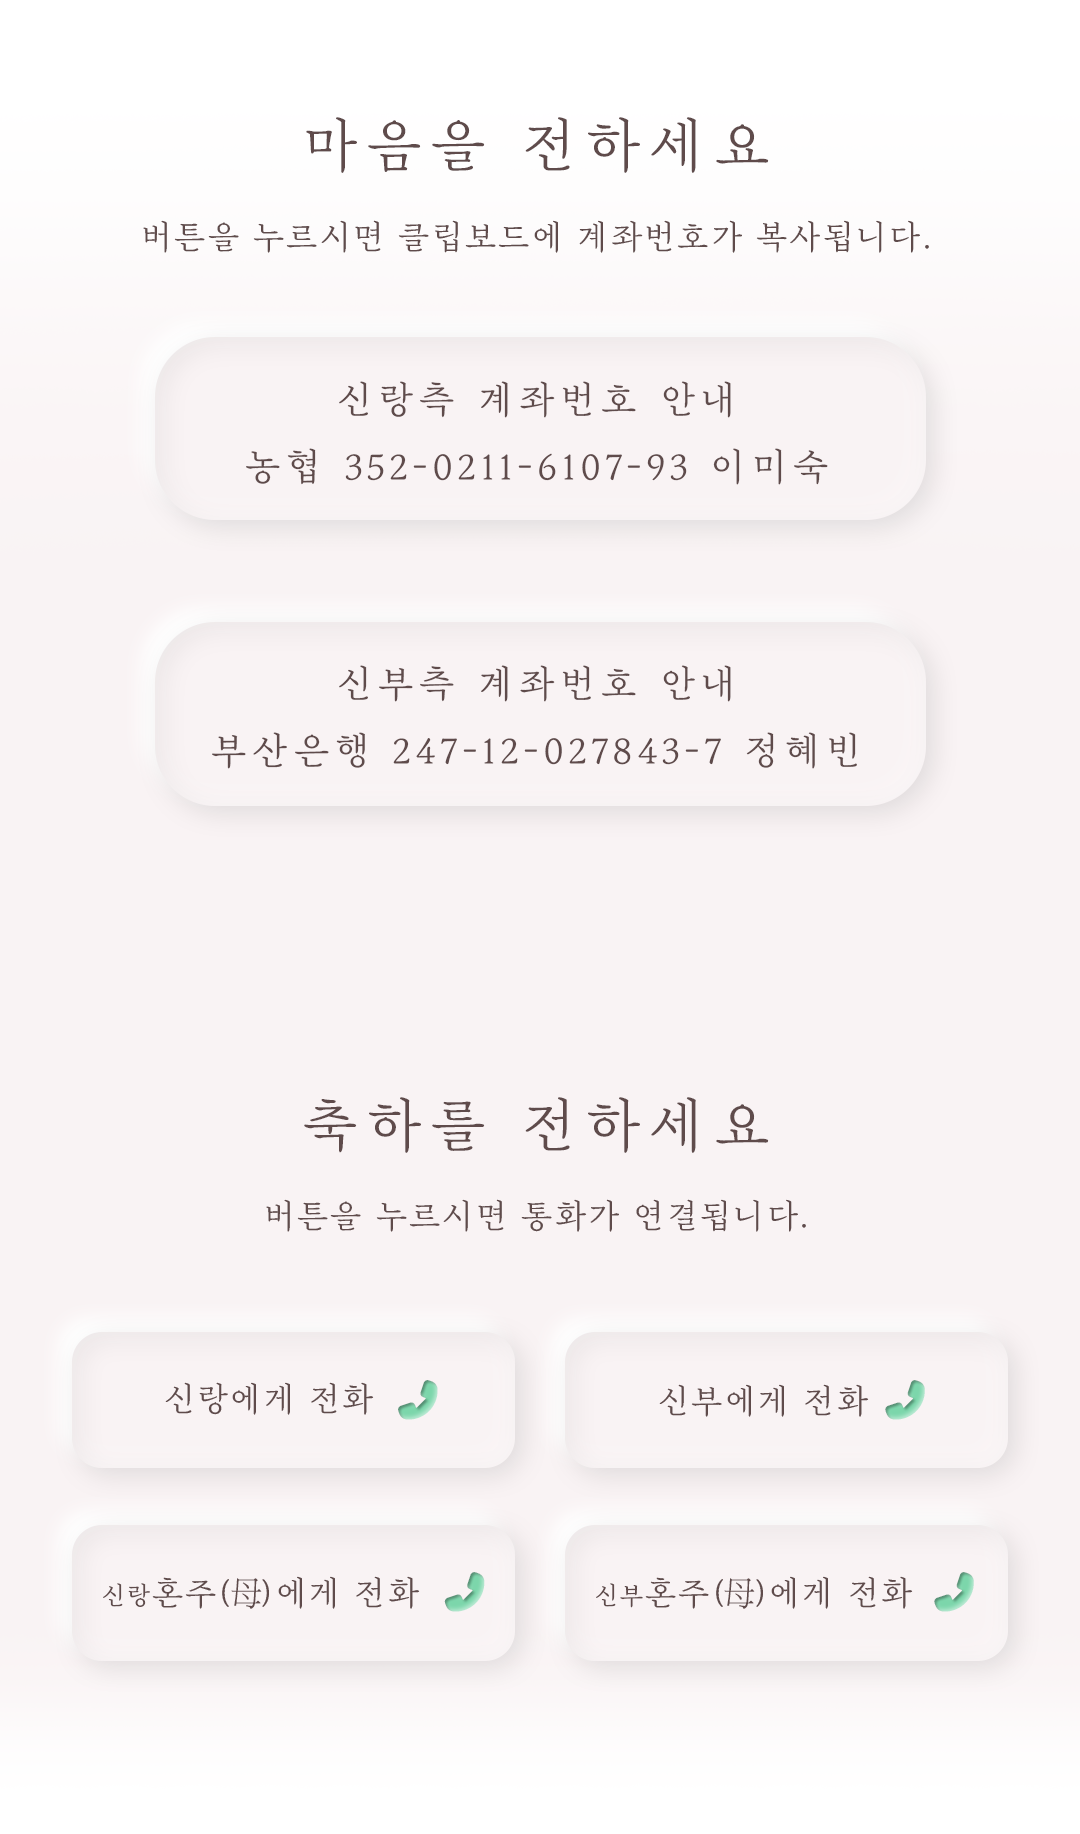 마음을 전하세요
버튼을 누르시면 클립보드에 계좌번호가 복사됩니다.
신랑측 계좌번호 안내
농협 352-0211-6107-93 이미숙
신부측 계좌번호 안내
부산은행 247-12-027843-7 정혜빈
축하를 전하세요
버튼을 누르시면 통화가 연결됩니다.
신랑에게 전화
신부에게 전화
신랑혼주(母)에게 전화
신부혼주(母)에게 전화